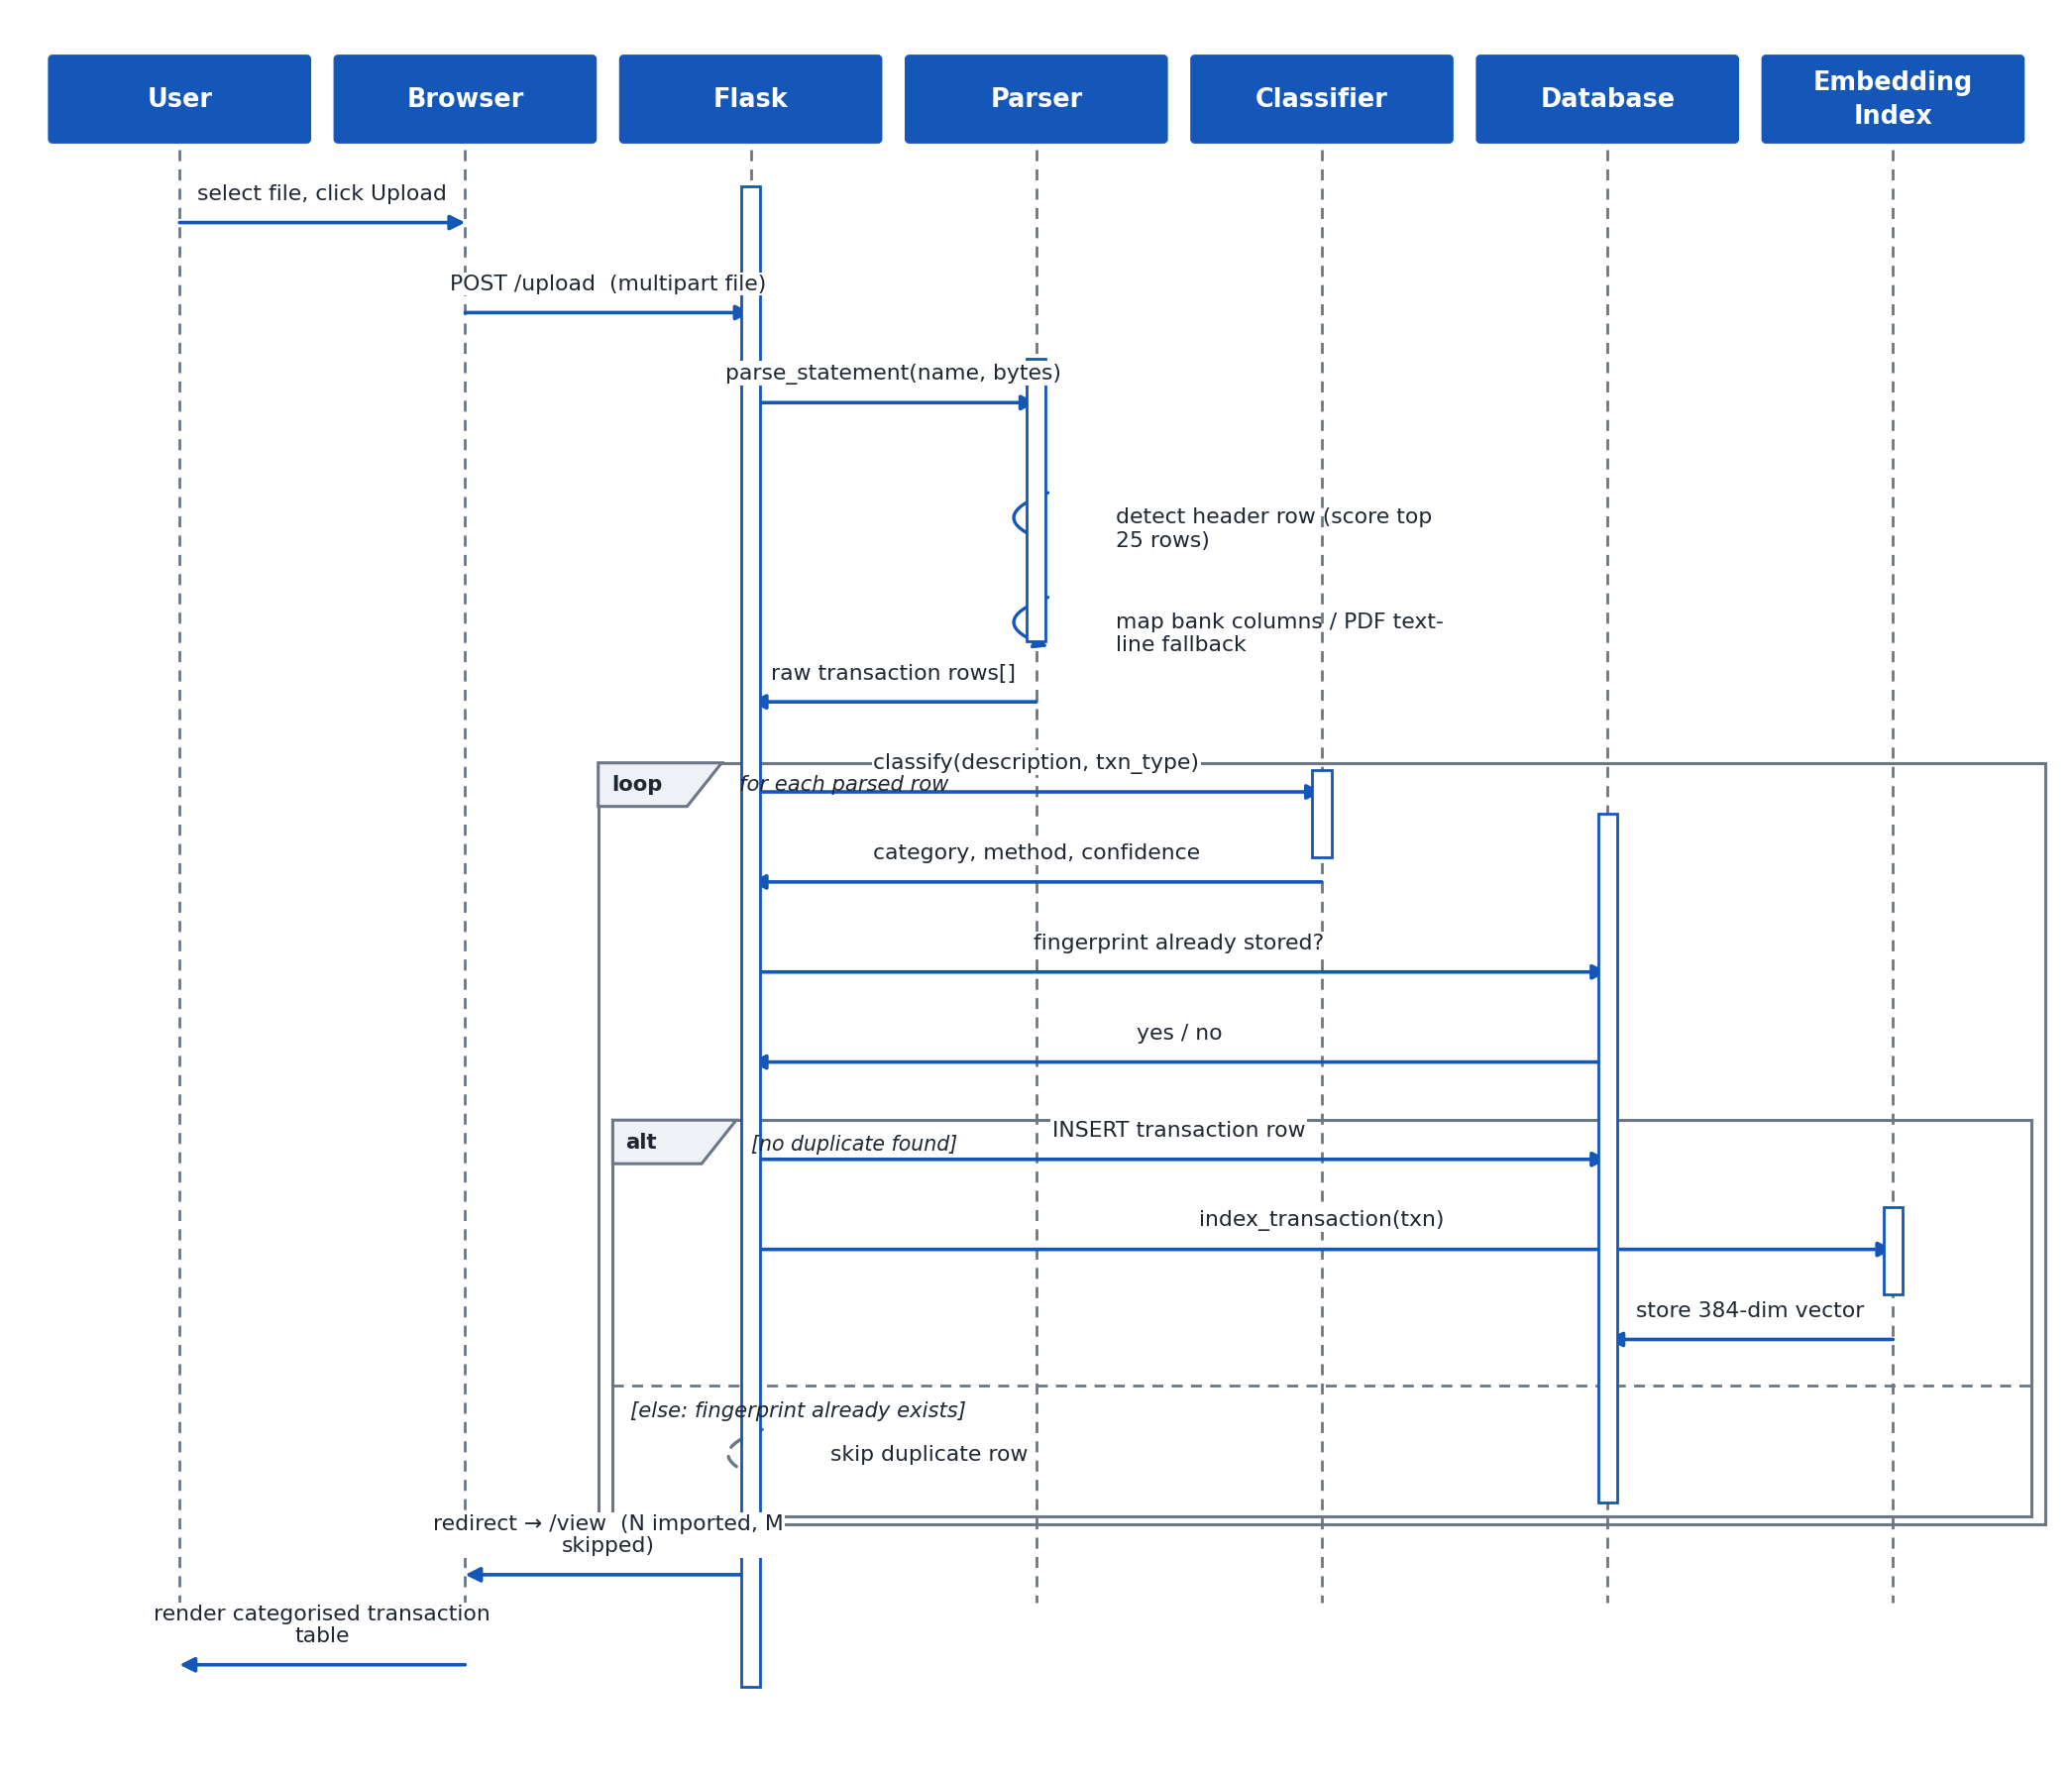 User
Browser
Flask
Parser
Classifier
Database
Embedding
Index
select file, click Upload
POST /upload  (multipart file)
parse_statement(name, bytes)
detect header row (score top
25 rows)
map bank columns / PDF text-
line fallback
raw transaction rows[]
classify(description, txn_type)
loop
for each parsed row
category, method, confidence
fingerprint already stored?
yes / no
INSERT transaction row
alt
[no duplicate found]
index_transaction(txn)
store 384-dim vector
[else: fingerprint already exists]
skip duplicate row
redirect → /view  (N imported, M
skipped)
render categorised transaction
table